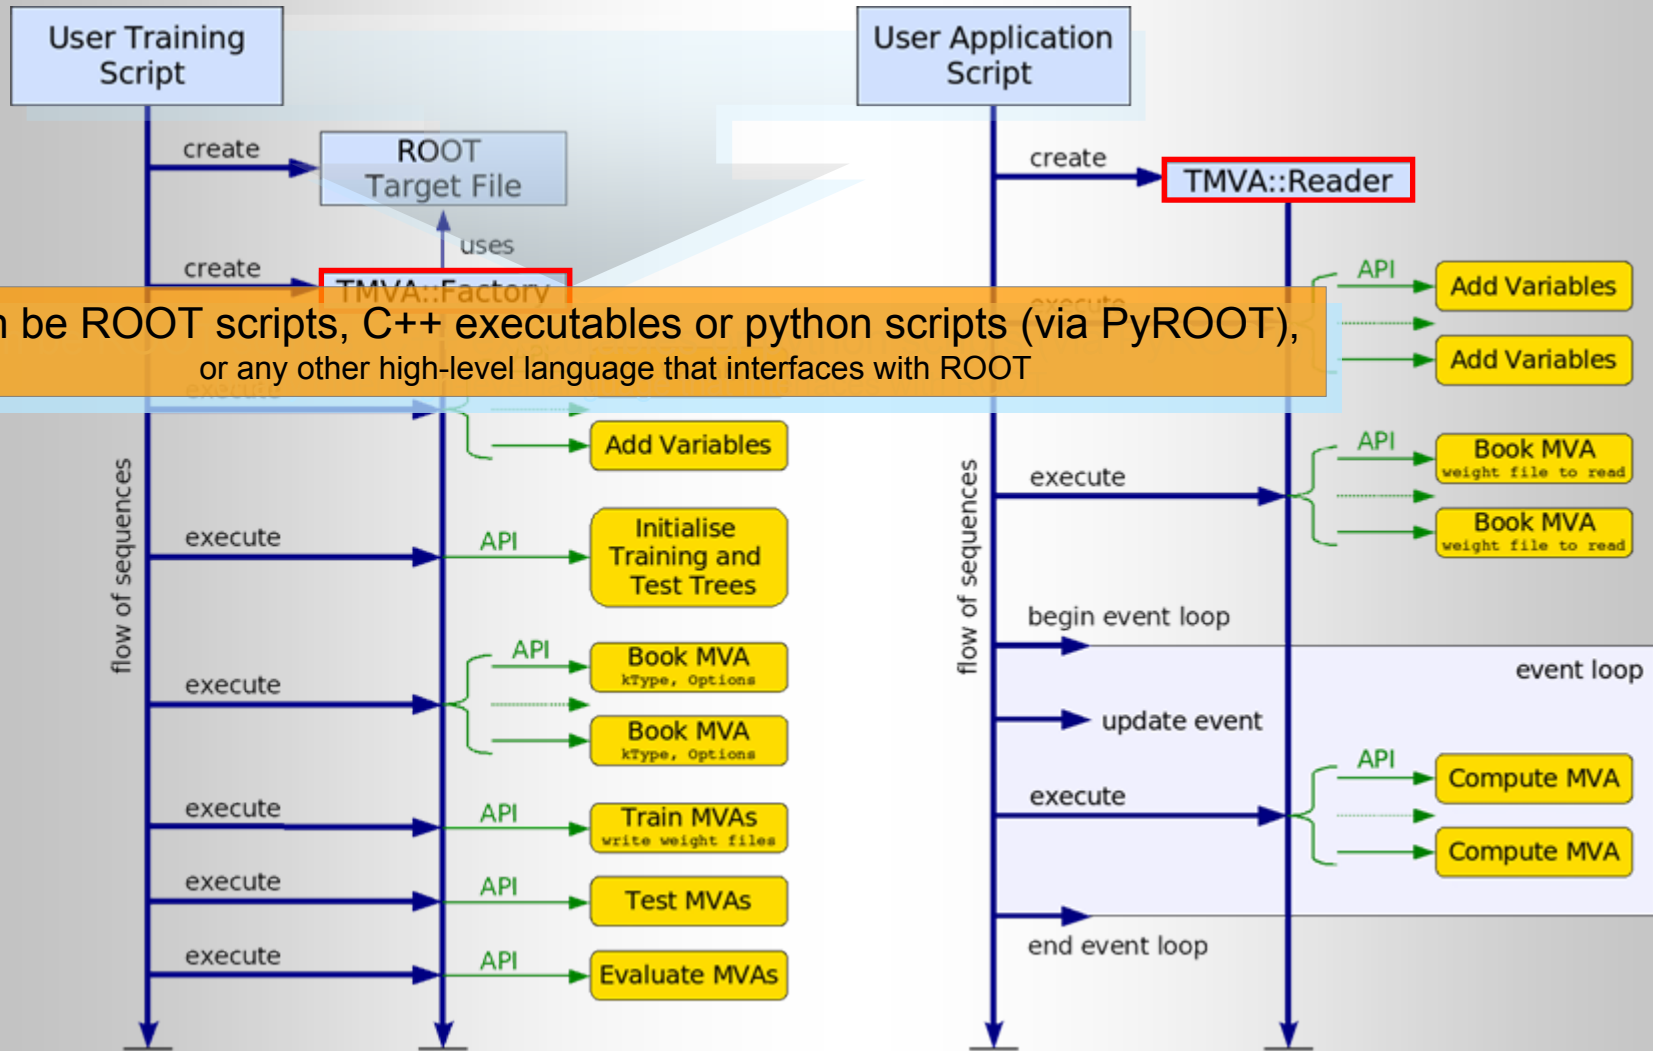 User Training
Script
create
ROOT
Target File
uses
create
TMVA::Factory
be ROOT scripts, C++ executables or python scripts (via PyROOT),
or any other high-level language that interfaces with ROOT
execute
Add Variables
flow of sequences
execute
API
Initialise
Training and
Test Trees
execute
API
Book MVA
kType, Options
Book MVA
kType, Options
execute
API
Train MVAs
write weight files
execute
API
Test MVAs
execute
API
Evaluate MVAs
User Application
Script
create
TMVA::Reader
execute
API
Add Variables
Add Variables
flow of sequences
execute
API
Book MVA
weight file to read
Book MVA
weight file to read
begin event loop
event loop
update event
execute
API
Compute MVA
Compute MVA
end event loop